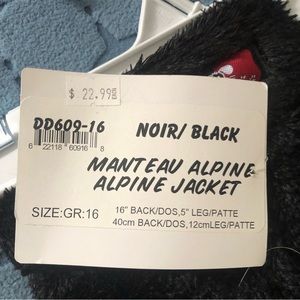 $ 22.99
DD609-16
NOIR/ BLACK
6 22118 60916 8
MANTEAU ALPINE
ALPINE JACKET
SIZE:GR:16
16" BACK/DOS,5" LEG/PATTE
40cm BACK/DOS,12cmLEG/PATTE